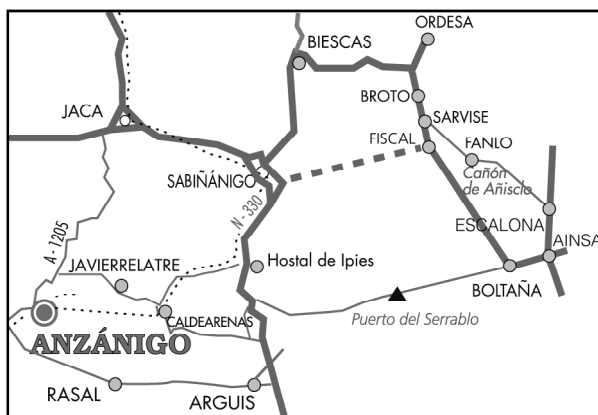 ORDESA
BIESCAS
BROTO
JACA
SARVISE
FISCAL
FANLO
SABIÑÁNIGO
Cañón
de Añisclo
N - 330
A - 1205
ESCALONA
AINSA
JAVIERRELATRE
Hostal de Ipies
BOLTAÑA
CALDEARENAS
Puerto del Serrablo
ANZÁNIGO
RASAL
ARGUIS